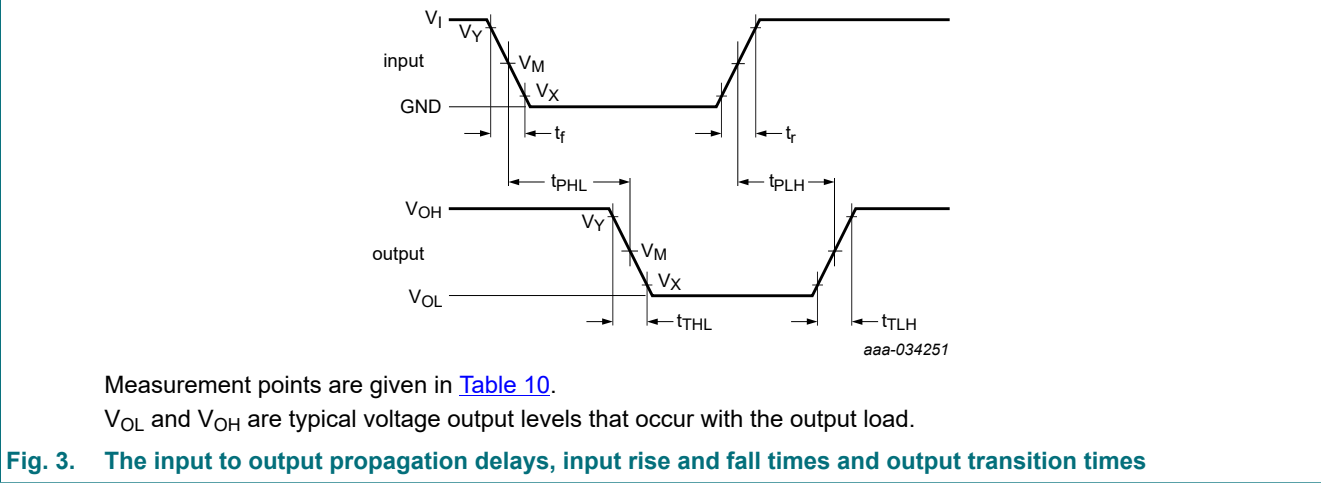 V_I
V_Y
input
V_M
V_X
GND
t_f
t_r
t_PHL
t_PLH
V_OH
V_Y
output
V_M
V_X
V_OL
t_THL
t_TLH
aaa-034251
Measurement points are given in Table 10.
V_OL and V_OH are typical voltage output levels that occur with the output load.
Fig. 3. The input to output propagation delays, input rise and fall times and output transition times